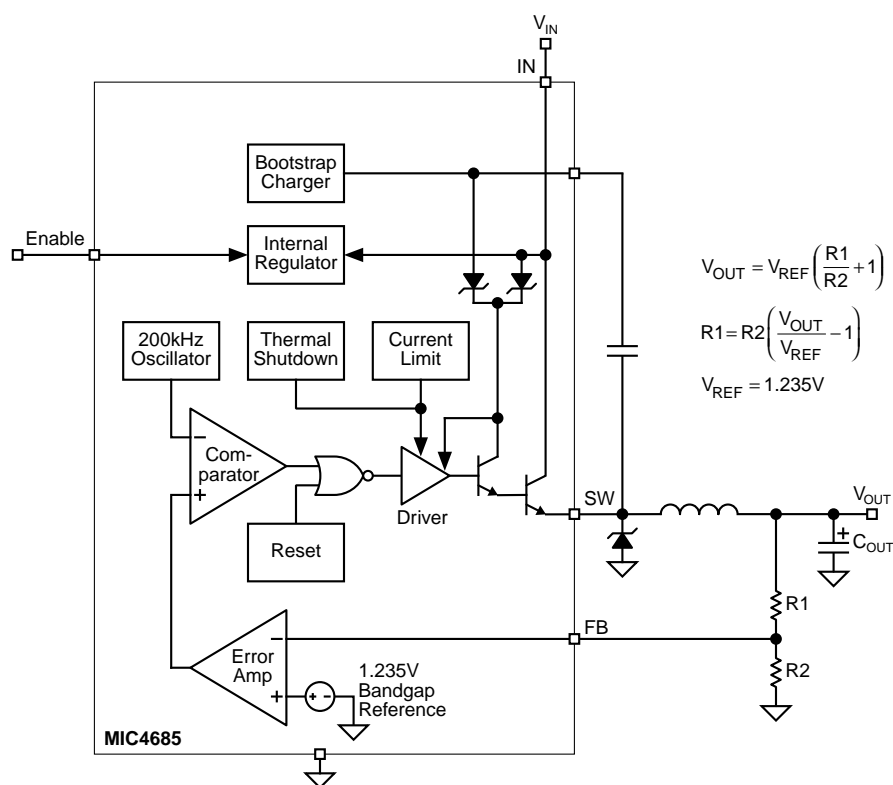 V_IN
IN
Bootstrap
Charger
Enable
Internal
Regulator
V_OUT = V_REF (R1/R2 + 1)
R1 = R2 (V_OUT/V_REF − 1)
V_REF = 1.235V
200kHz
Oscillator
Thermal
Shutdown
Current
Limit
−
Com-
parator
+
Driver
Reset
SW
V_OUT
+
C_OUT
R1
FB
R2
−
Error
Amp
+
+ −
1.235V
Bandgap
Reference
MIC4685